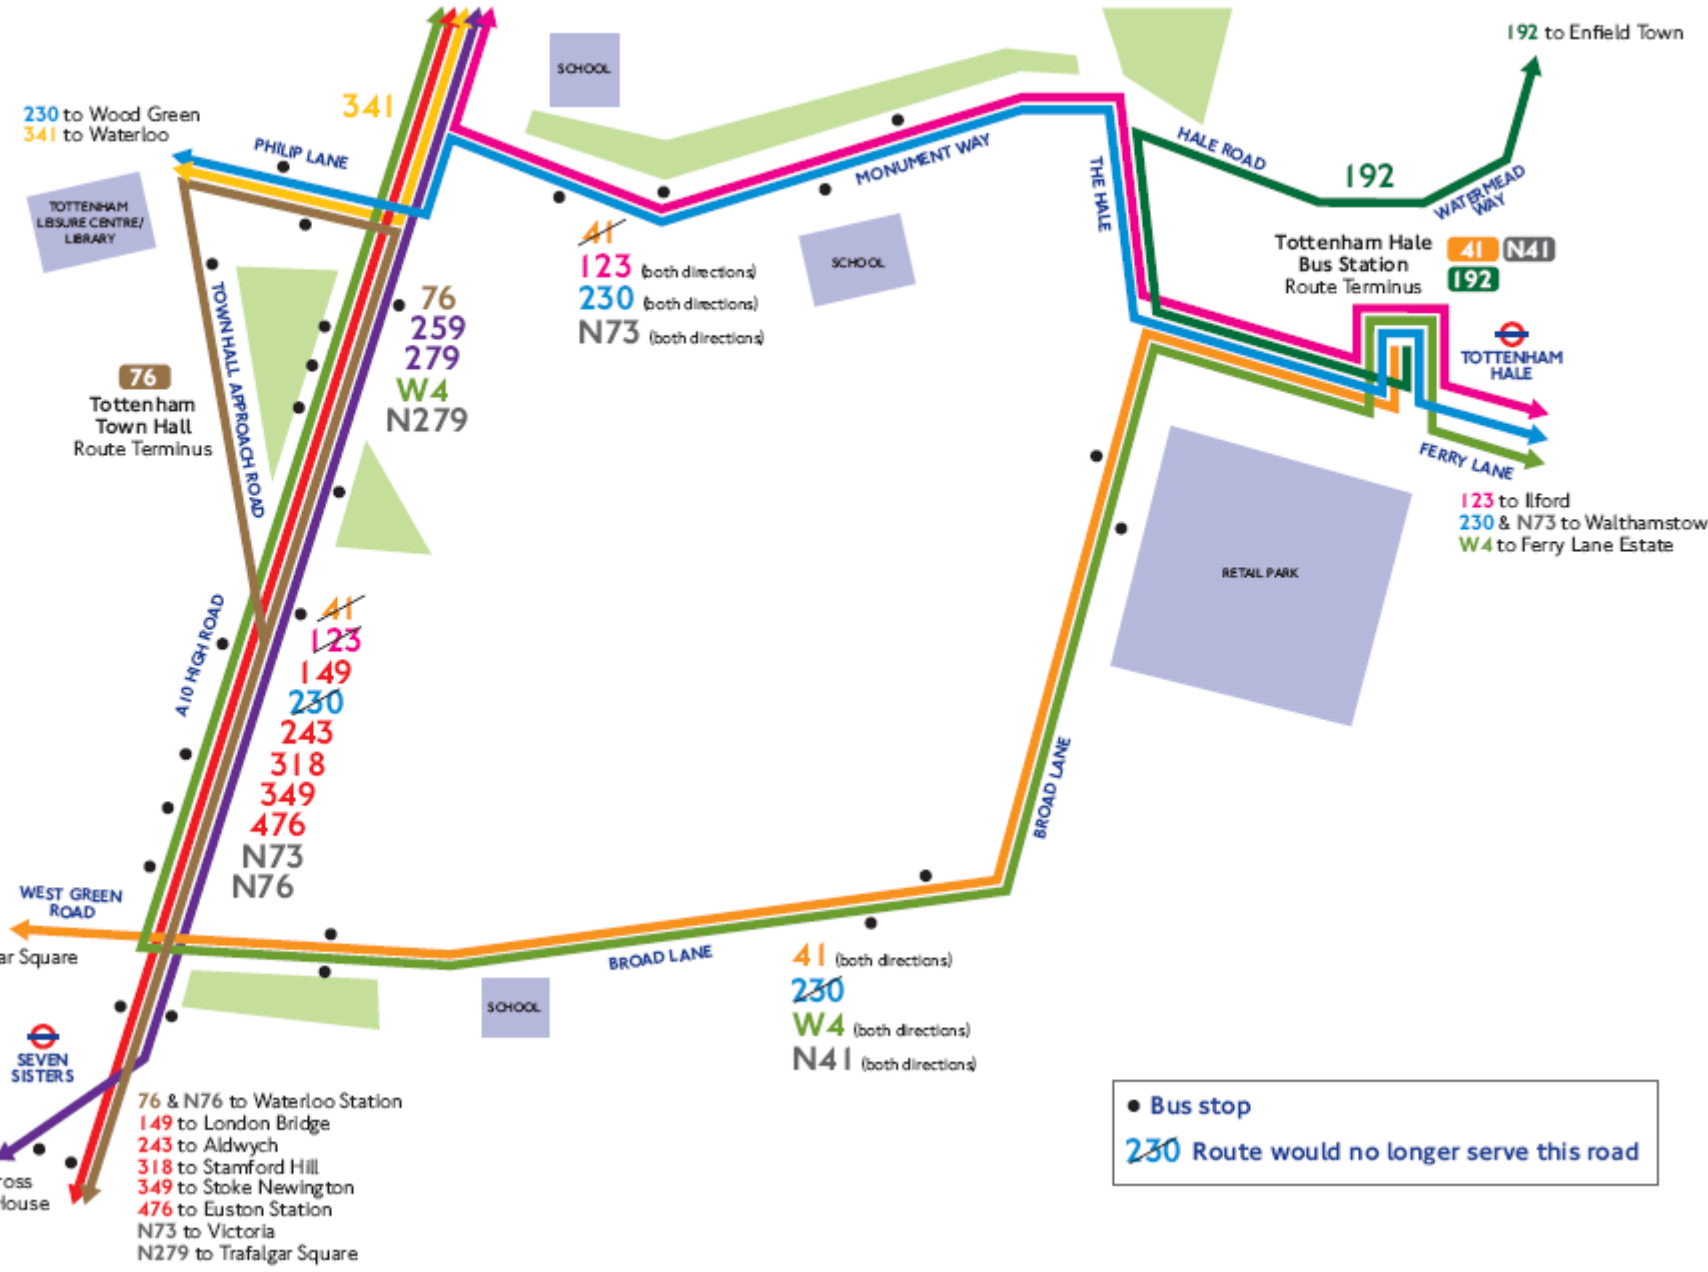 192 to Enfield Town
SCHOOL
341
230 to Wood Green
341 to Waterloo
PHILIP LANE
HALE ROAD
MONUMENT WAY
THE HALE
192
WATERMEAD
WAY
TOTTENHAM
LEISURE CENTRE/
LIBRARY
41
123 (both directions)
230 (both directions)
N73 (both directions)
SCHOOL
Tottenham Hale
Bus Station
Route Terminus
41 N41
192
TOTTENHAM
HALE
TOWN HALL APPROACH ROAD
76
259
279
W4
N279
76
Tottenham
Town Hall
Route Terminus
FERRY LANE
123 to Ilford
230 & N73 to Walthamstow
W4 to Ferry Lane Estate
RETAIL PARK
A10 HIGH ROAD
41
123
149
230
243
318
349
476
N73
N76
BROAD LANE
WEST GREEN
ROAD
ar Square
BROAD LANE
41 (both directions)
230
W4 (both directions)
N41 (both directions)
SCHOOL
SEVEN
SISTERS
ross
House
76 & N76 to Waterloo Station
149 to London Bridge
243 to Aldwych
318 to Stamford Hill
349 to Stoke Newington
476 to Euston Station
N73 to Victoria
N279 to Trafalgar Square
Bus stop
230 Route would no longer serve this road